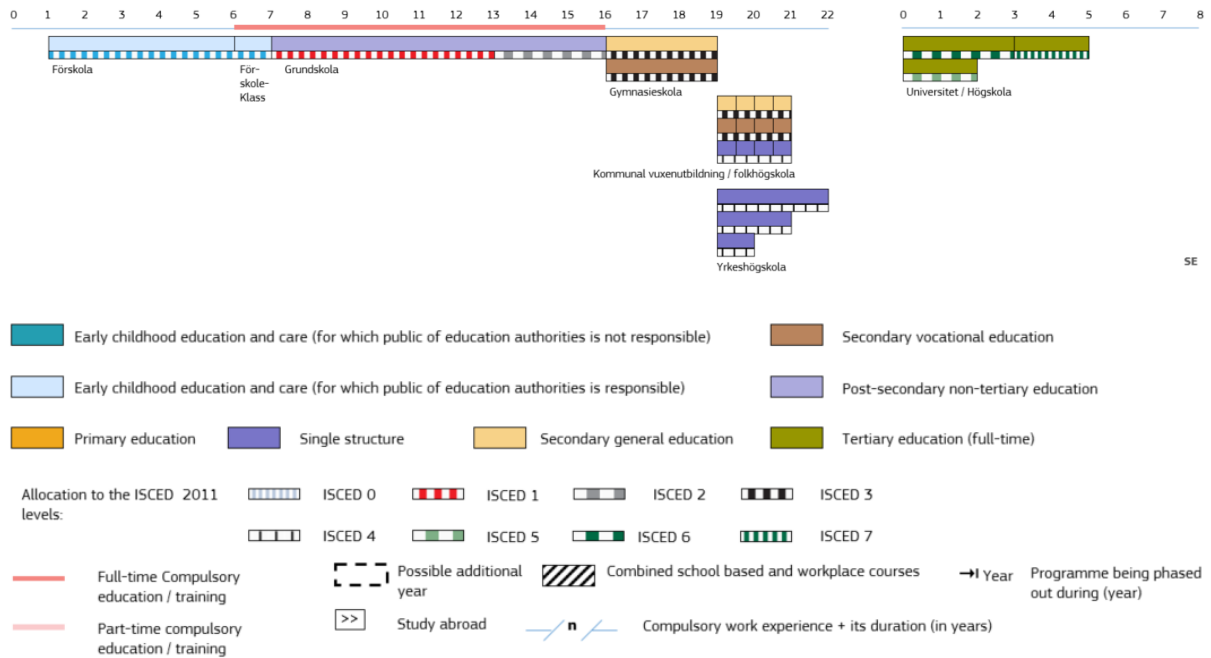 0 1 2 3 4 5 6 7 8 9 10 11 12 13 14 15 16 17 18 19 20 21 22 0 1 2 3 4 5 6 7 8
Förskola
För-
skole-
Klass
Grundskola
Gymnasieskola
Universitet / Högskola
Kommunal vuxenutbildning / folkhögskola
Yrkeshögskola
SE
Early childhood education and care (for which public of education authorities is not responsible)
Secondary vocational education
Early childhood education and care (for which public of education authorities is responsible)
Post-secondary non-tertiary education
Primary education
Single structure
Secondary general education
Tertiary education (full-time)
Allocation to the ISCED 2011
levels:
ISCED 0
ISCED 1
ISCED 2
ISCED 3
ISCED 4
ISCED 5
ISCED 6
ISCED 7
Full-time Compulsory
education / training
Possible additional
year
Combined school based and workplace courses
Year
Programme being phased
out during (year)
Part-time compulsory
education / training
>>
Study abroad
n
Compulsory work experience + its duration (in years)